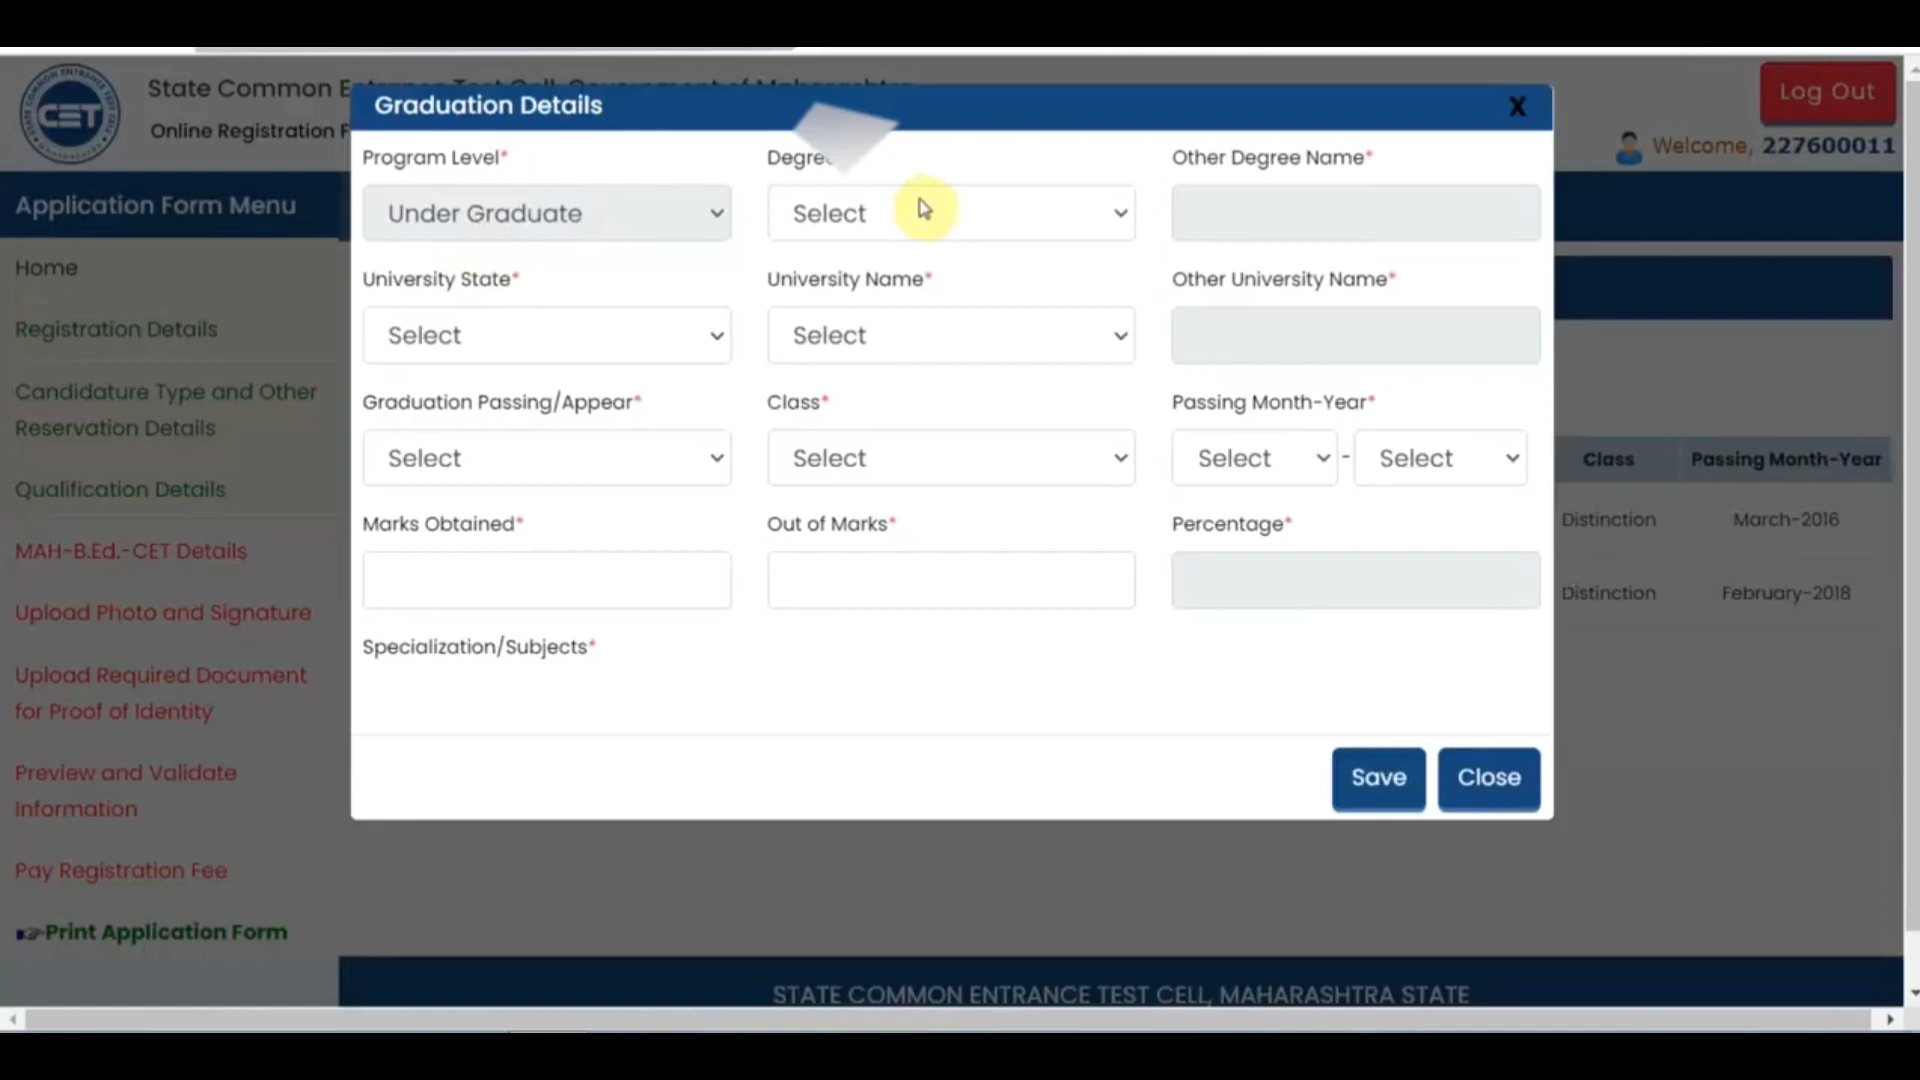 State Common
Online Registration F
CET
Log Out
Welcome, 227600011
Application Form Menu
Home
Registration Details
Candidature Type and Other
Reservation Details
Qualification Details
MAH-B.Ed.-CET Details
Upload Photo and Signature
Upload Required Document
for Proof of Identity
Preview and Validate
Information
Pay Registration Fee
Print Application Form
Graduation Details
X
Program Level*
Other Degree Name*
Under Graduate
Select
University State*
University Name*
Other University Name*
Select
Select
Graduation Passing/Appear*
Class*
Passing Month-Year*
Select
Select
Select - Select
Marks Obtained*
Out of Marks*
Percentage*
Specialization/Subjects*
Save
Close
Class
Passing Month-Year
Distinction
March-2016
Distinction
February-2018
STATE COMMON ENTRANCE TEST CELL, MAHARASHTRA STATE